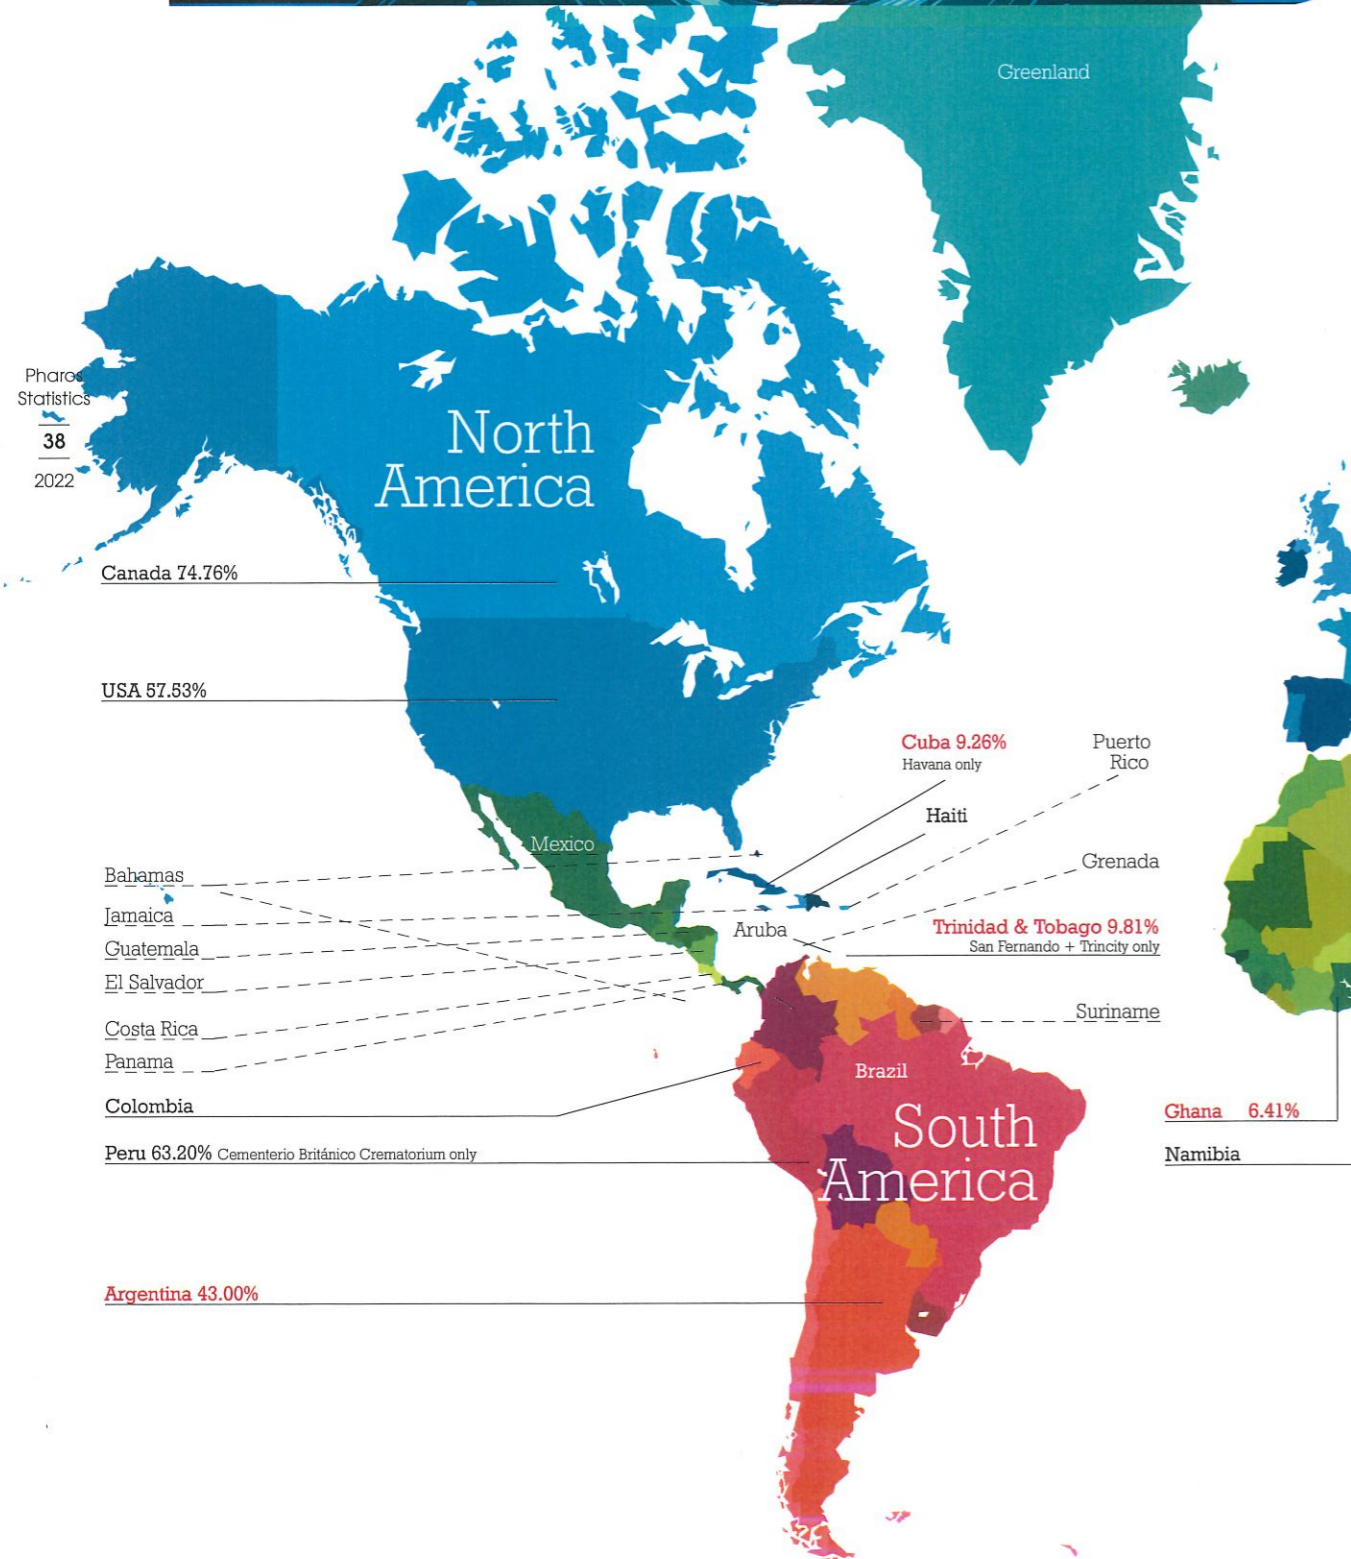 Greenland
Pharos
Statistics
38
2022
North
America
Canada 74.76%
USA 57.53%
Cuba 9.26%
Havana only
Puerto
Rico
Haiti
Mexico
Grenada
Bahamas
Jamaica
Aruba
Trinidad & Tobago 9.81%
San Fernando + Trincity only
Guatemala
El Salvador
Suriname
Costa Rica
Panama
Brazil
Colombia
South
America
Ghana 6.41%
Peru 63.20% Cementerio Británico Crematorium only
Namibia
Argentina 43.00%